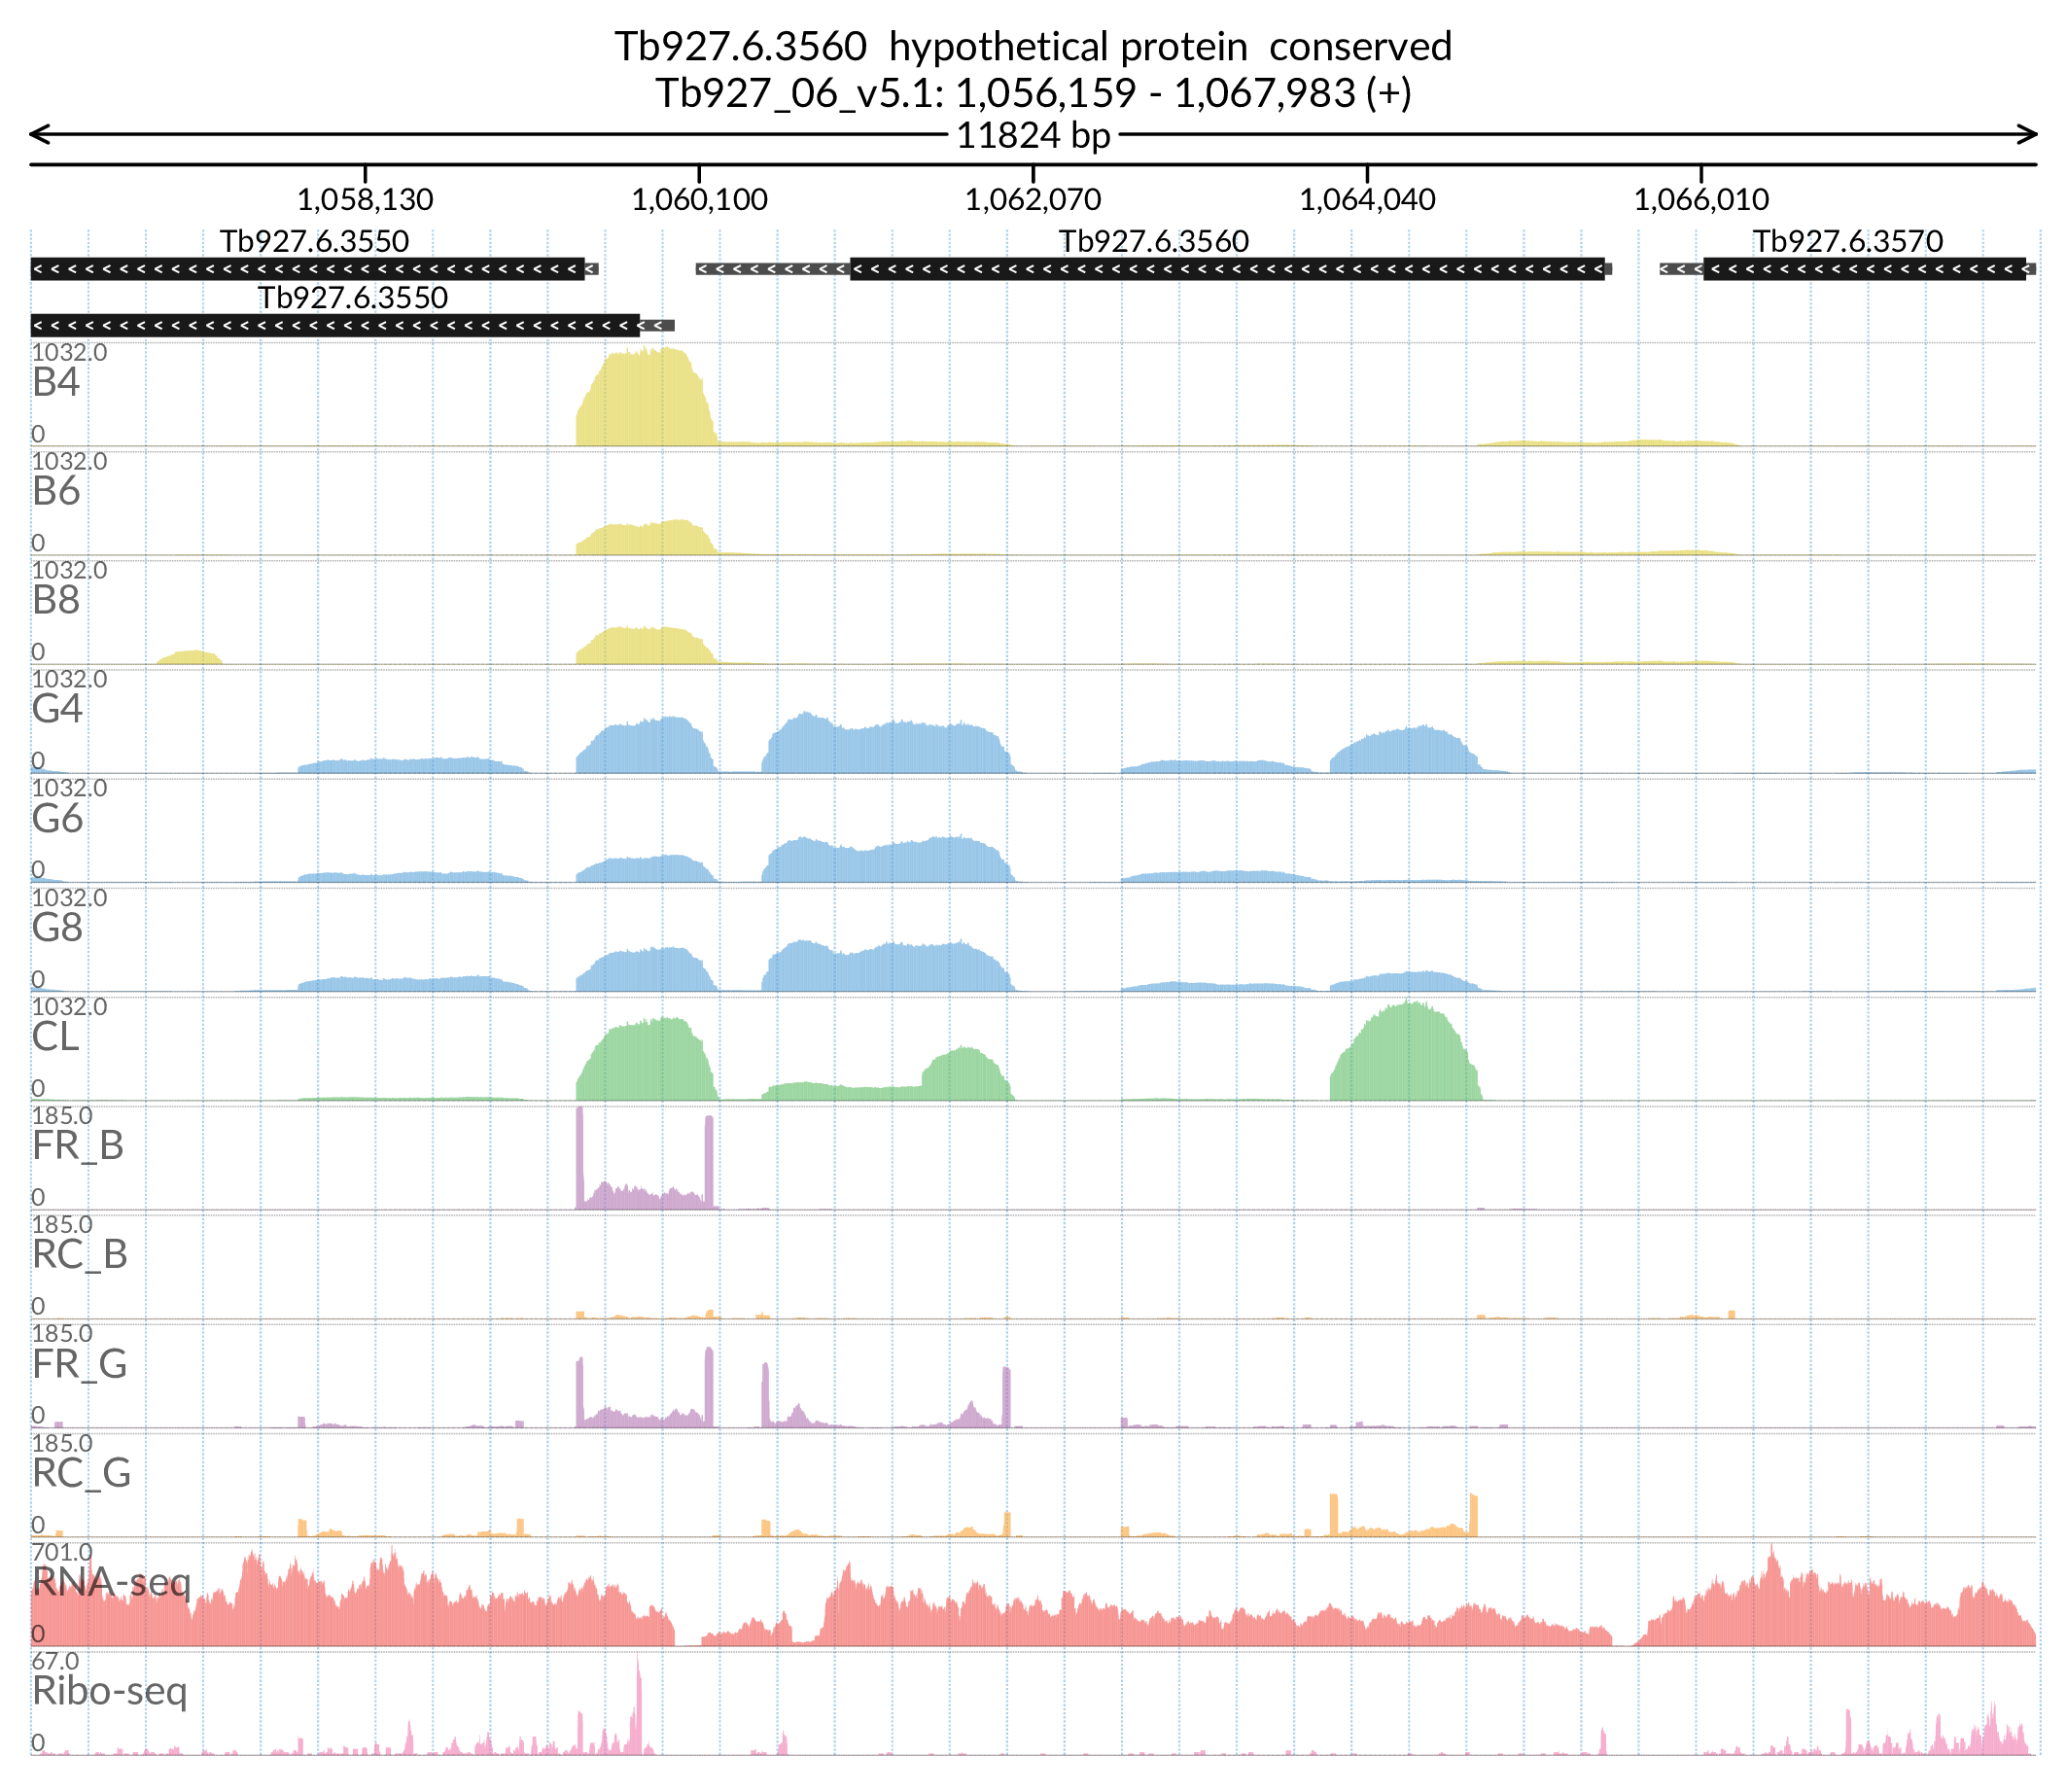 Tb927.6.3560  hypothetical protein  conserved
Tb927_06_v5.1: 1,056,159 - 1,067,983 (+)
11824 bp
1,058,130 1,060,100 1,062,070 1,064,040 1,066,010
Tb927.6.3550 Tb927.6.3560 Tb927.6.3570
Tb927.6.3550
1032.0
B4
0
1032.0
B6
0
1032.0
B8
0
1032.0
G4
0
1032.0
G6
0
1032.0
G8
0
1032.0
CL
0
185.0
FR_B
0
185.0
RC_B
0
185.0
FR_G
0
185.0
RC_G
0
701.0
RNA-seq
0
67.0
Ribo-seq
0